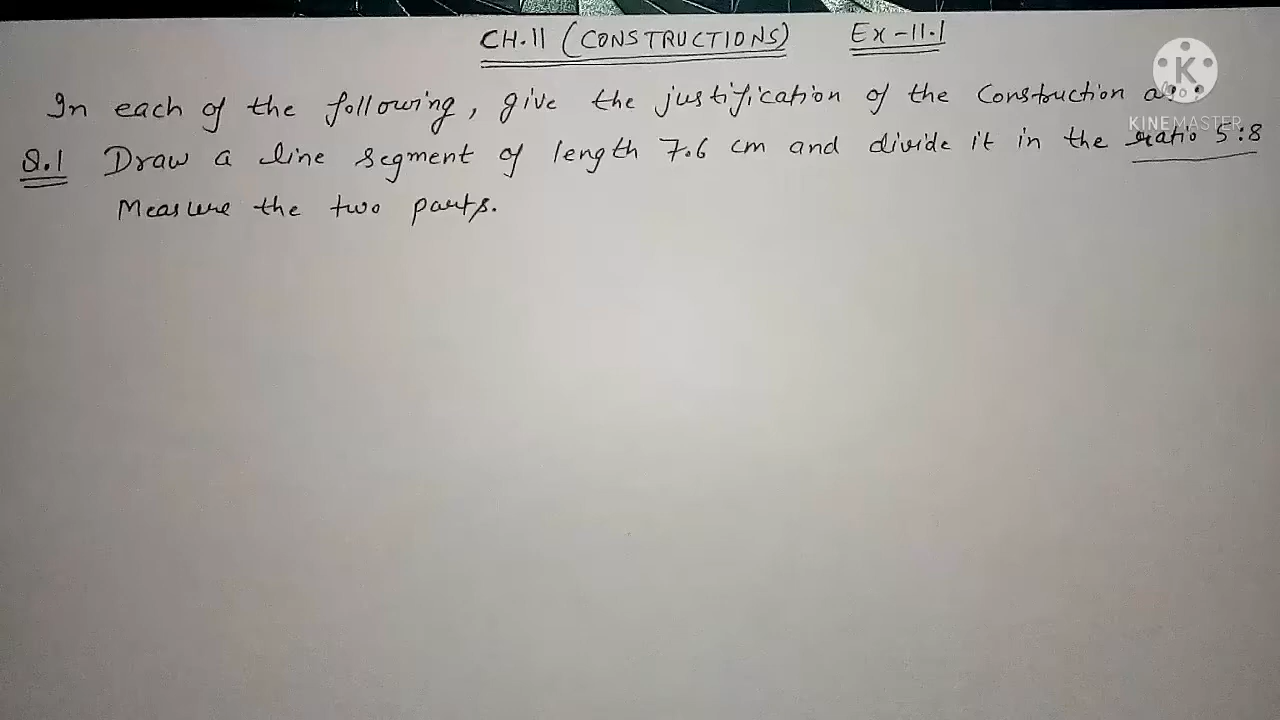 CH.11 (CONSTRUCTIONS) Ex-11.1
In each of the following, give the justification of the Construction
KINEMASTER
Q.1 Draw a line segment of length 7.6 cm and divide it in the ratio 5:8
Measure the two parts.